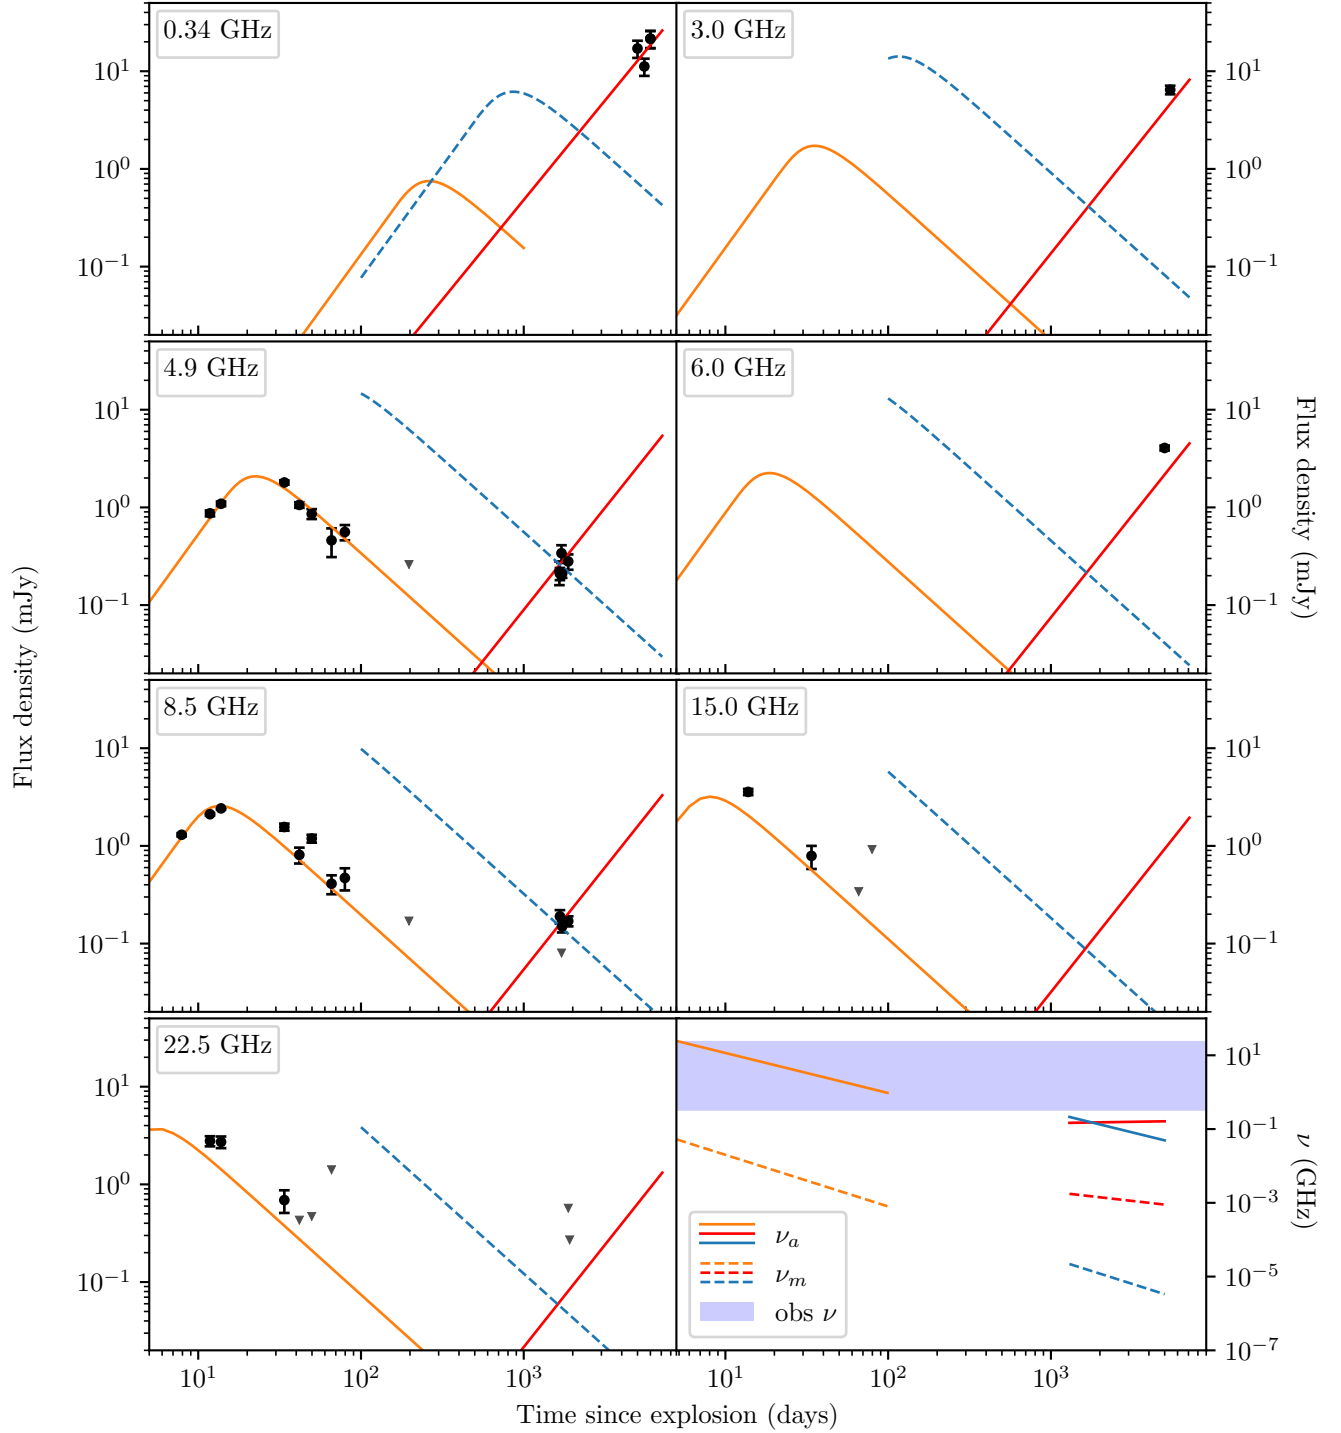 0.34 GHz
3.0 GHz
10^1
10^0
10^{-1}
10^1
10^0
10^{-1}
4.9 GHz
6.0 GHz
10^1
10^0
10^{-1}
10^1
10^0
10^{-1}
Flux density (mJy)
Flux density (mJy)
8.5 GHz
15.0 GHz
10^1
10^0
10^{-1}
10^1
10^0
10^{-1}
22.5 GHz
10^1
10^0
10^{-1}
ν_a
ν_m
obs ν
10^1
10^{-1}
10^{-3}
10^{-5}
10^{-7}
ν (GHz)
10^1
10^2
10^3
10^1
10^2
10^3
Time since explosion (days)